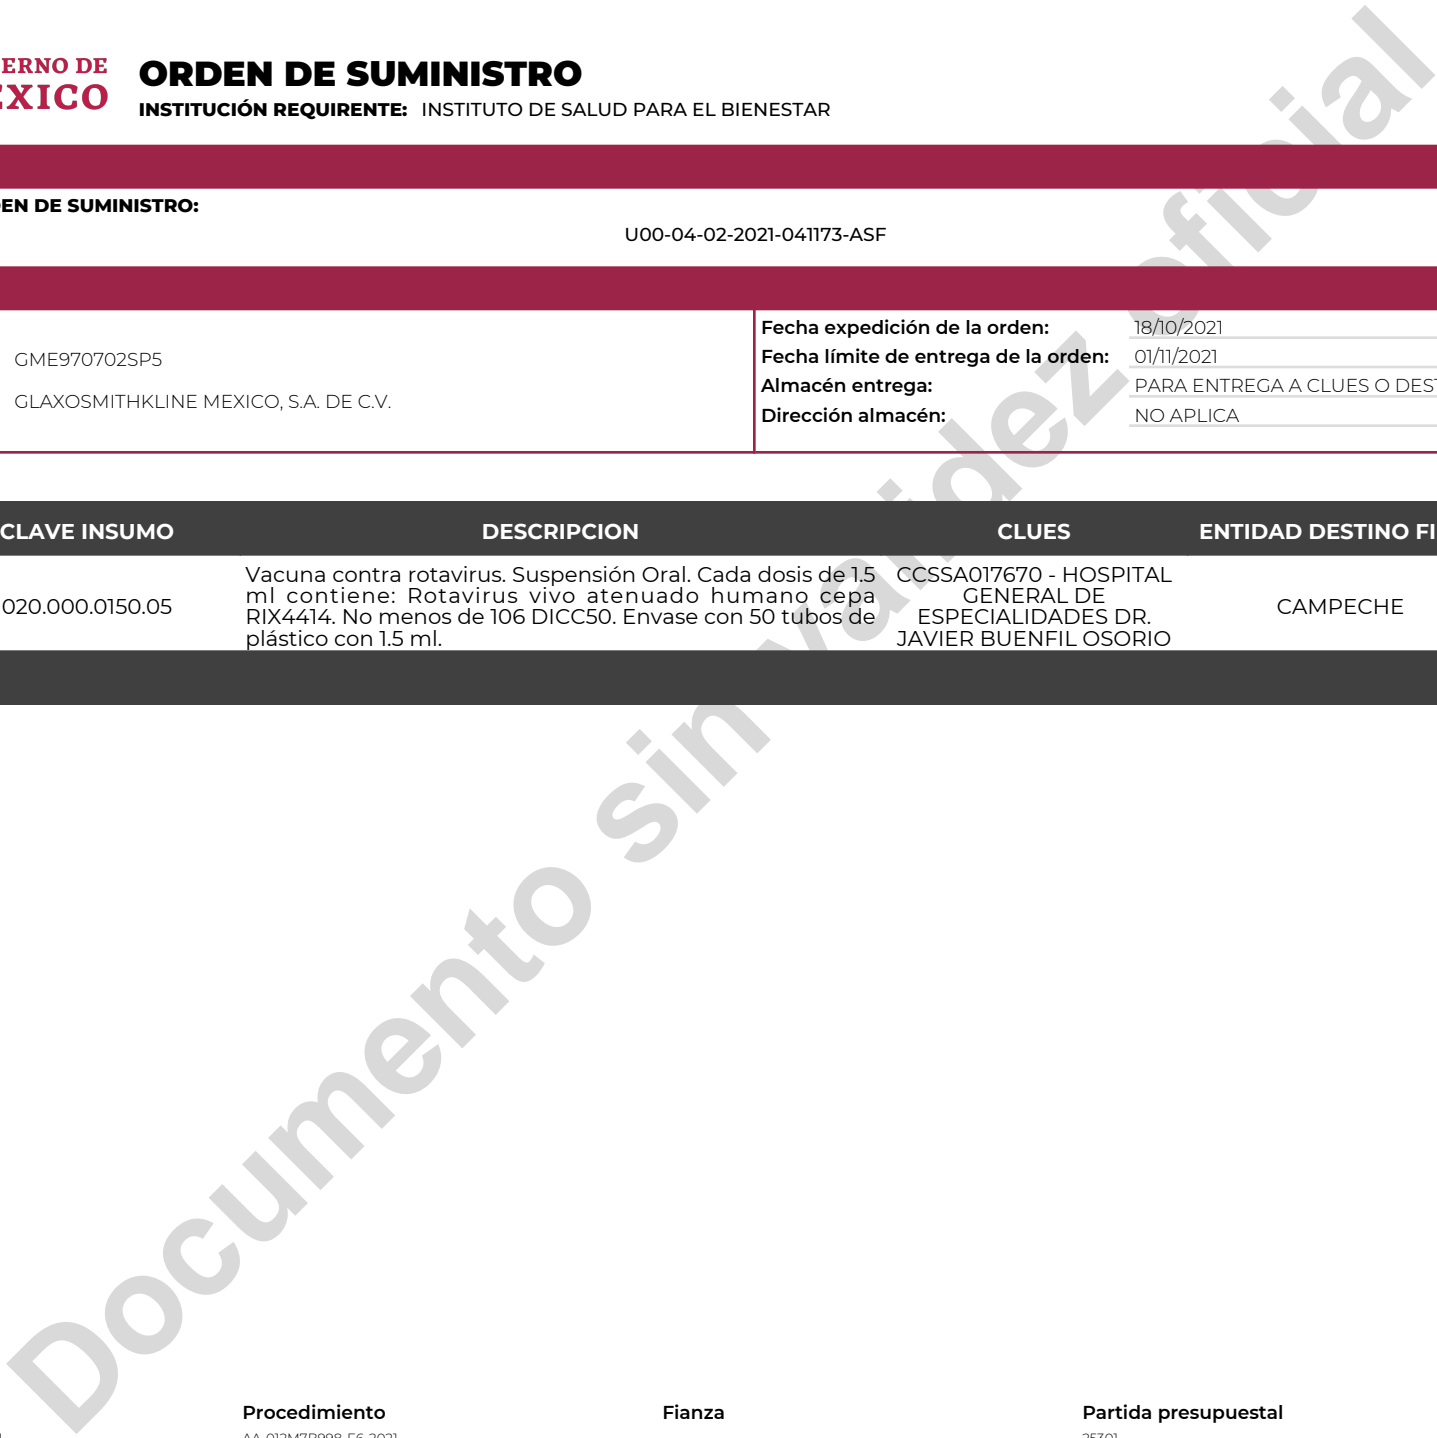 ERNO DE
EXICO
ORDEN DE SUMINISTRO
INSTITUCIÓN REQUIRENTE: INSTITUTO DE SALUD PARA EL BIENESTAR
EN DE SUMINISTRO:
U00-04-02-2021-041173-ASF
GME970702SP5
GLAXOSMITHKLINE MEXICO, S.A. DE C.V.
Fecha expedición de la orden: 18/10/2021
Fecha límite de entrega de la orden: 01/11/2021
Almacén entrega: PARA ENTREGA A CLUES O DEST
Dirección almacén: NO APLICA
CLAVE INSUMO DESCRIPCION CLUES ENTIDAD DESTINO FI
020.000.0150.05
Vacuna contra rotavirus. Suspensión Oral. Cada dosis de 1.5
ml contiene: Rotavirus vivo atenuado humano cepa
RIX4414. No menos de 106 DICC50. Envase con 50 tubos de
plástico con 1.5 ml.
CCSSA017670 - HOSPITAL
GENERAL DE
ESPECIALIDADES DR.
JAVIER BUENFIL OSORIO
CAMPECHE
Documento sin validez oficial
Procedimiento Fianza Partida presupuestal
25301